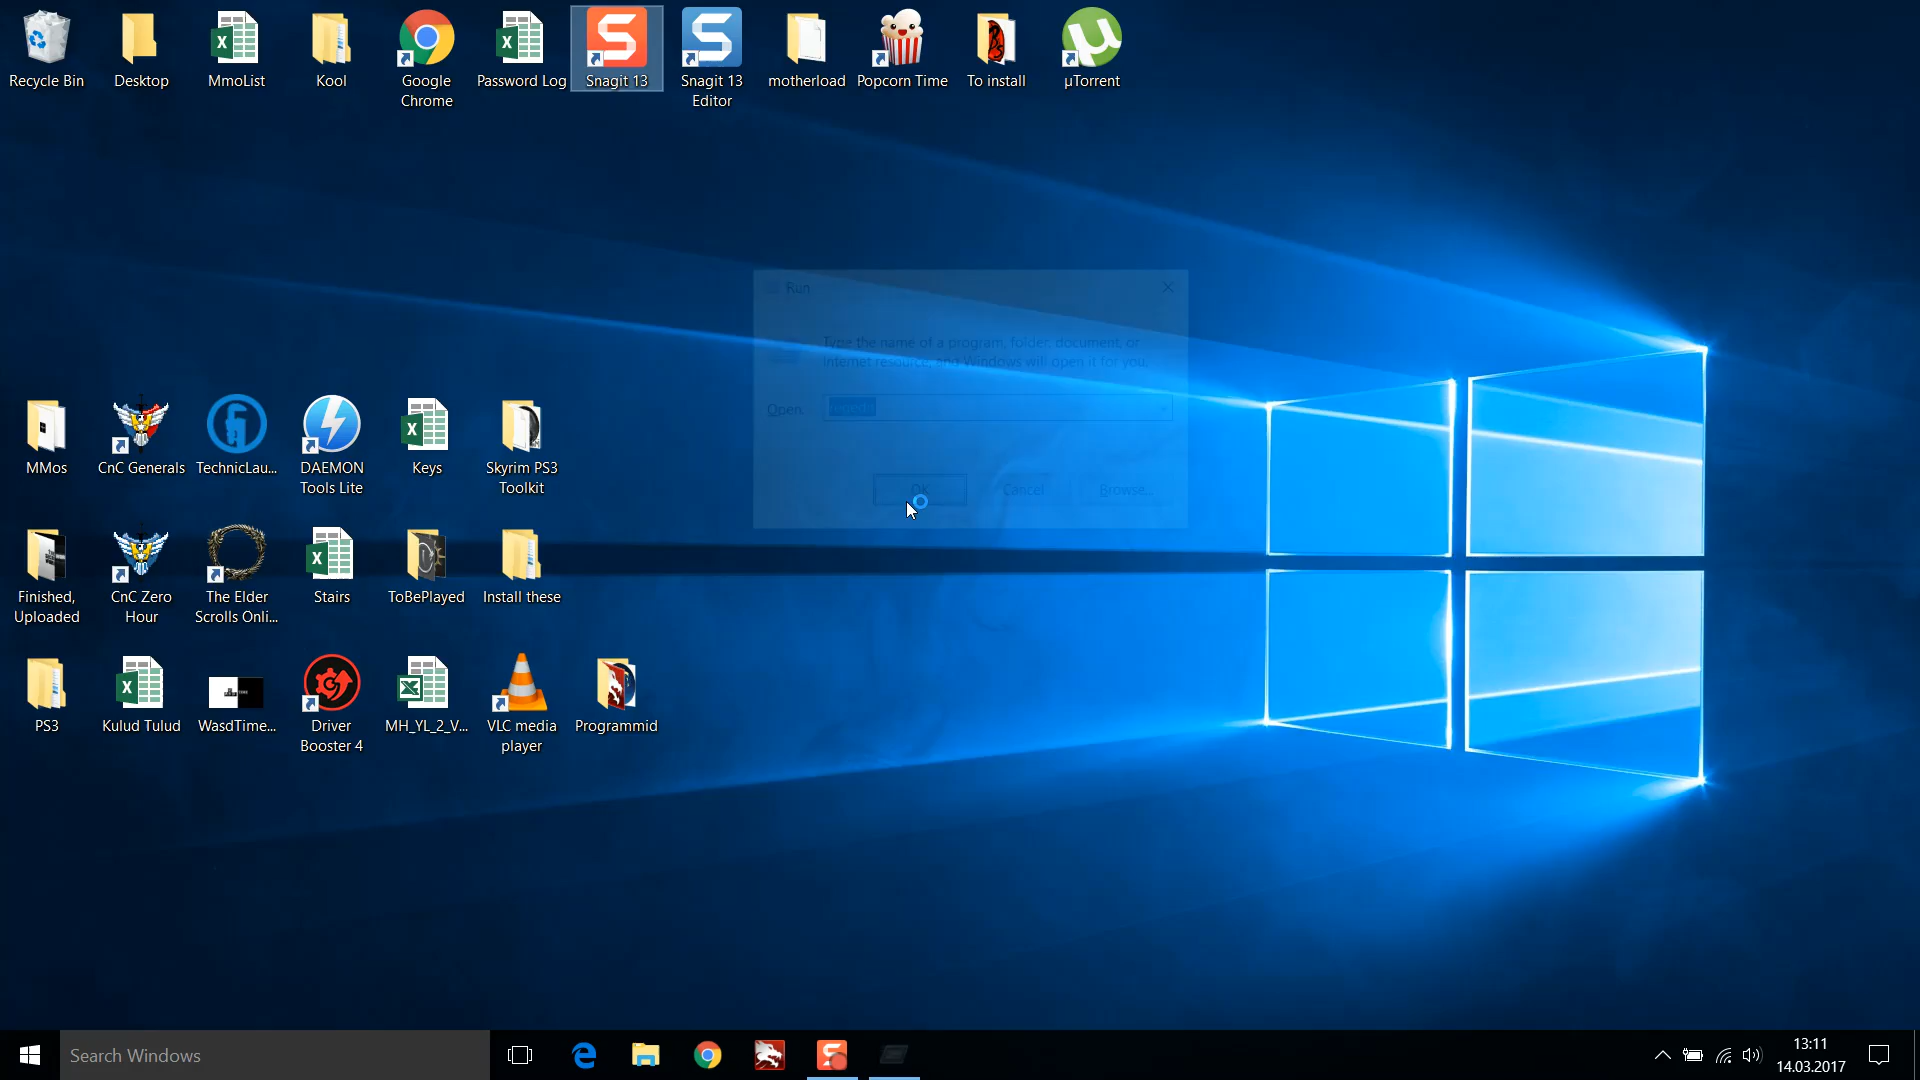 Recycle Bin
Desktop
MmoList
Kool
Google
Chrome
Password Log
Snagit 13
Snagit 13
Editor
motherload
Popcorn Time
To install
µTorrent
Run
Type the name of a program, folder, document, or
Internet resource, and Windows will open it for you.
Open:
OK
Cancel
Browse...
MMos
CnC Generals
TechnicLau...
DAEMON
Tools Lite
Keys
Skyrim PS3
Toolkit
Finished,
Uploaded
CnC Zero
Hour
The Elder
Scrolls Onli...
Stairs
ToBePlayed
Install these
PS3
Kulud Tulud
WasdTime...
Driver
Booster 4
MH_YL_2_V...
VLC media
player
Programmid
Search Windows
13:11
14.03.2017